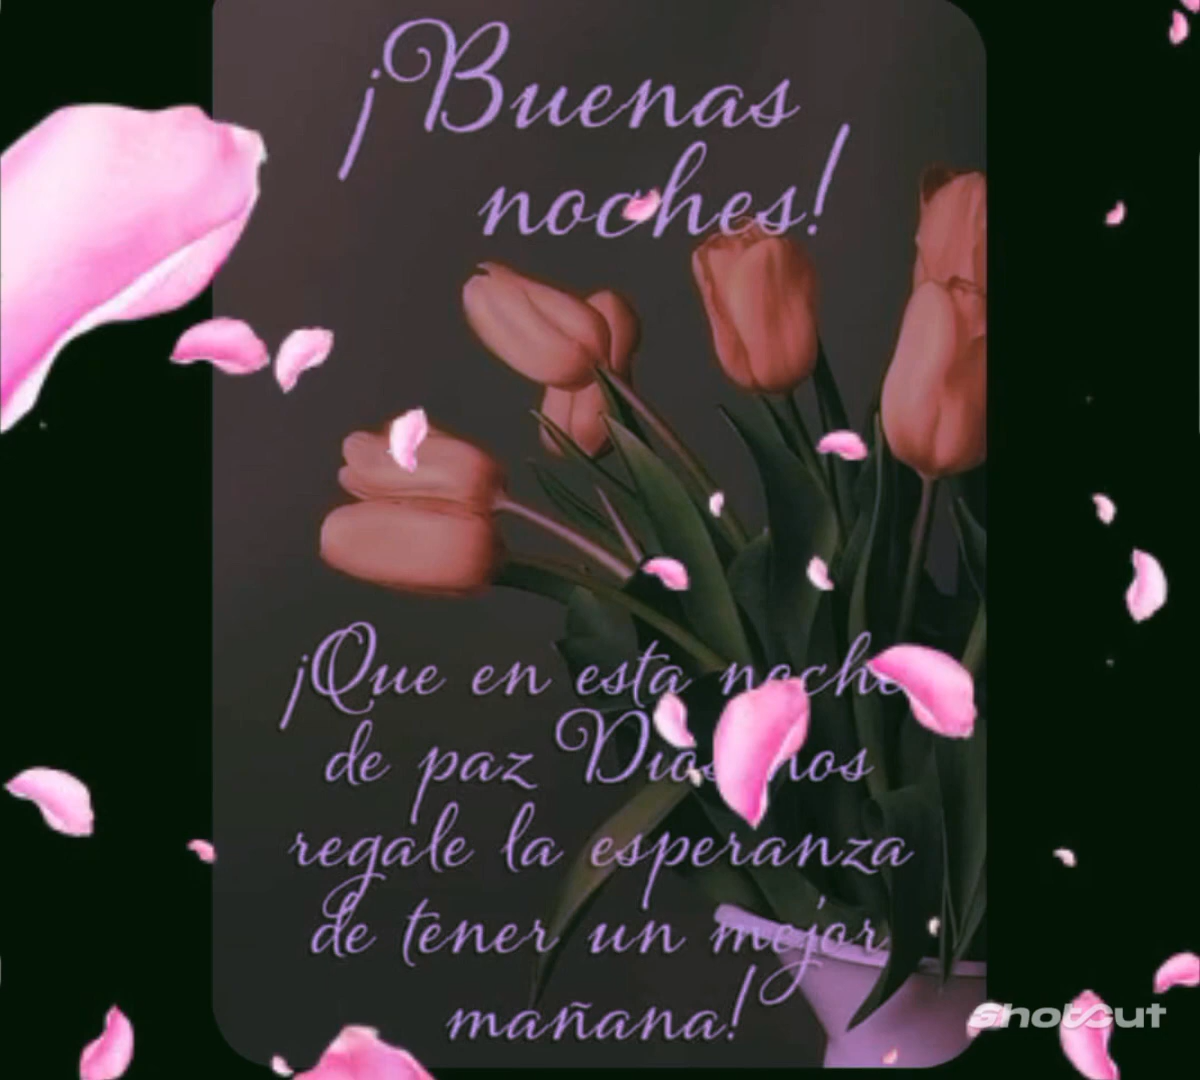 ¡Buenas
noches!
¡Que en esta noche
de paz Dios nos
regale la esperanza
de tener un mejor
mañana!
shotcut